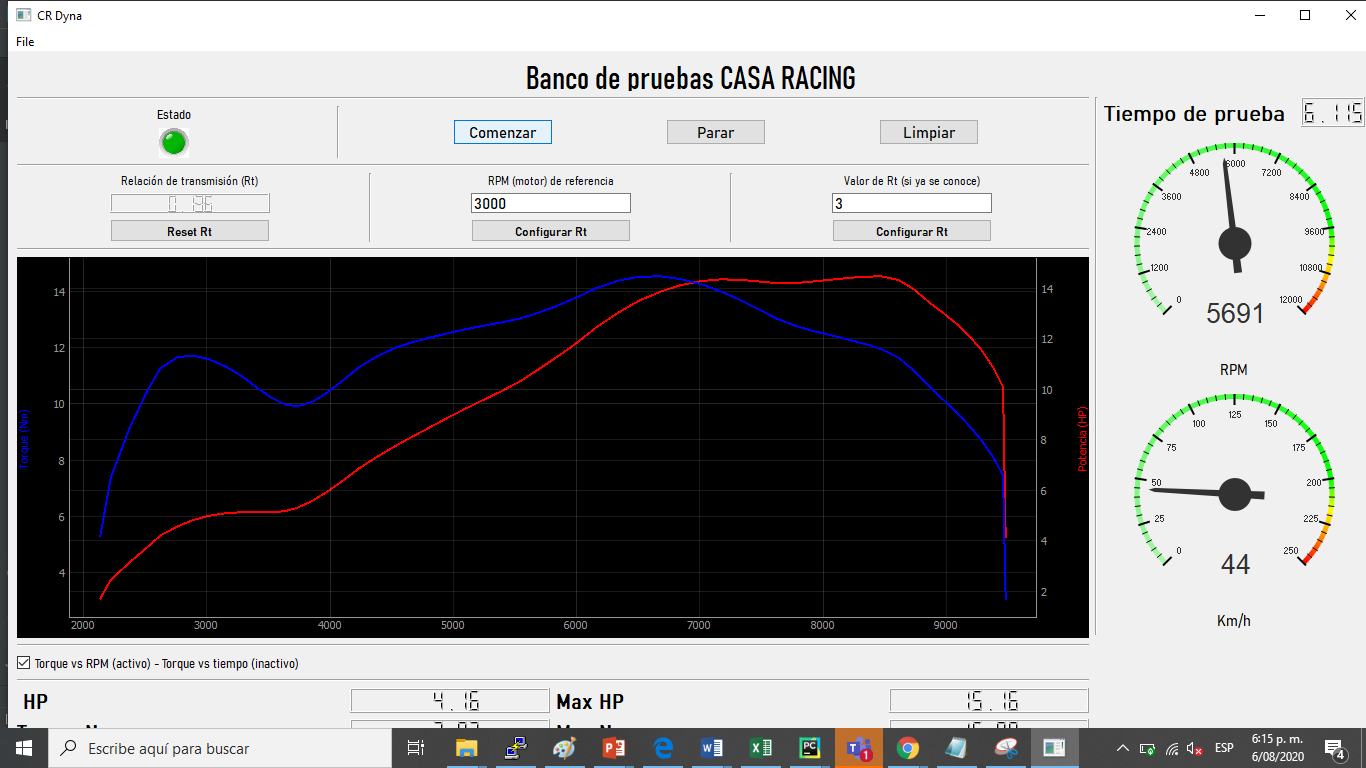 CR Dyna
File
Banco de pruebas CASA RACING
Estado
Comenzar
Parar
Limpiar
Relación de transmisión (Rt)
0.196
Reset Rt
RPM (motor) de referencia
3000
Configurar Rt
Valor de Rt (si ya se conoce)
3
Configurar Rt
Tiempo de prueba
6.115
0
1200
2400
3600
4800
6000
7200
8400
9600
10800
12000
5691
RPM
0
25
50
75
100
125
150
175
200
225
250
44
Km/h
Torque (Nm)
14
12
10
8
6
4
2000
3000
4000
5000
6000
7000
8000
9000
14
12
10
8
6
4
2
Potencia (HP)
Torque vs RPM (activo) - Torque vs tiempo (inactivo)
HP
4.16
Max HP
15.16
Escribe aquí para buscar
PC
1
ESP
6:15 p. m.
6/08/2020
4